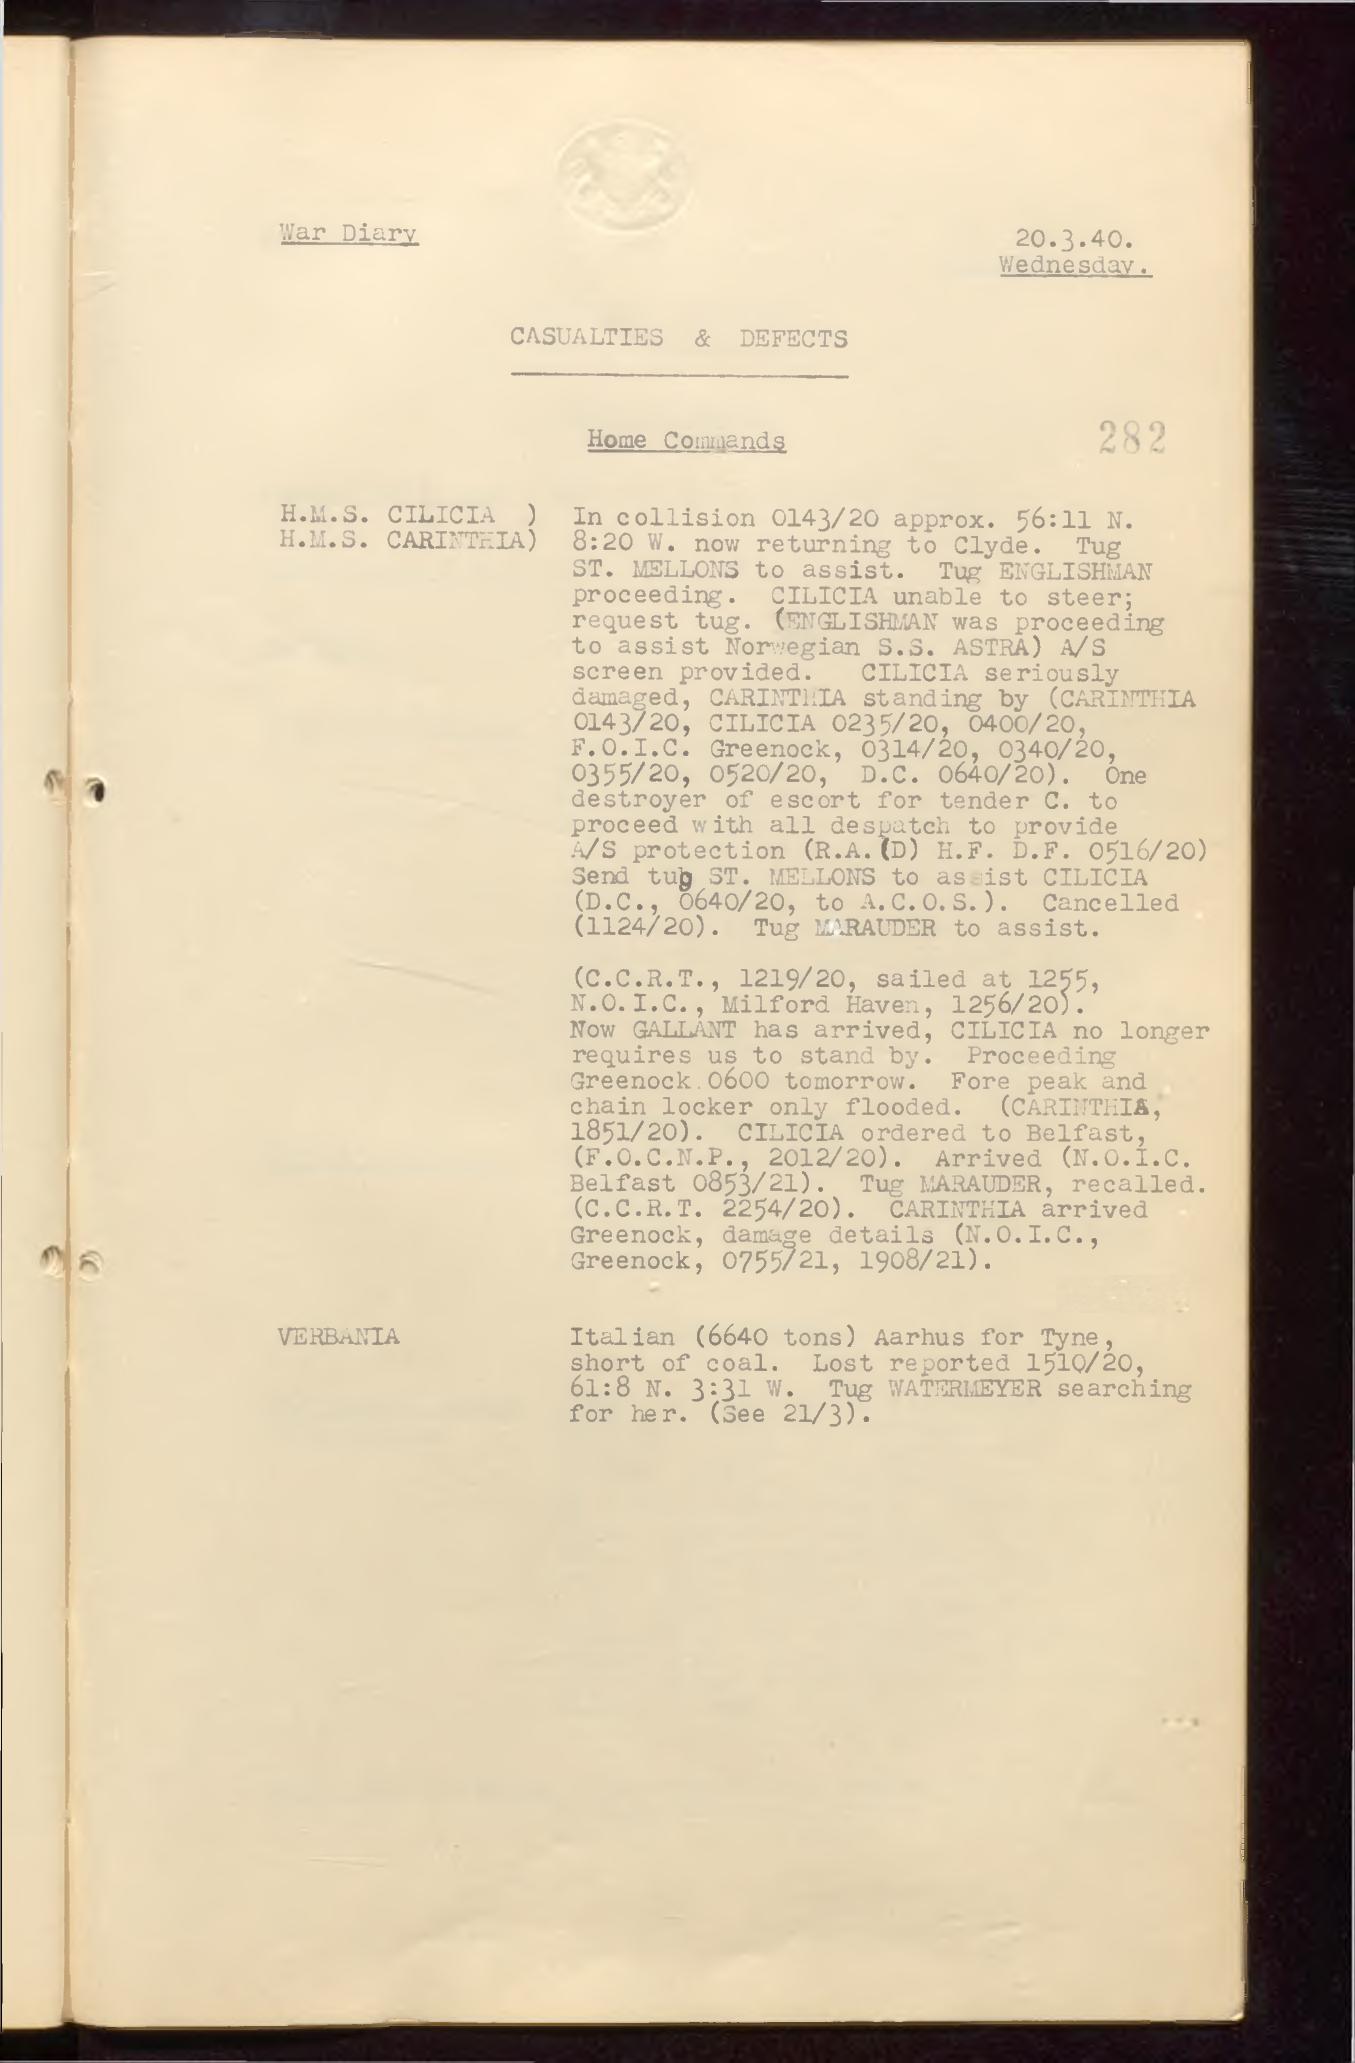 War Diary
20.3.40.
Wednesday.
CASUALTIES & DEFECTS
Home Commands
282
H.M.S. CILICIA )
H.M.S. CARINTHIA)
In collision 0143/20 approx. 56:11 N.
8:20 W. now returning to Clyde. Tug
ST. MELLONS to assist. Tug ENGLISHMAN
proceeding. CILICIA unable to steer;
request tug. (ENGLISHMAN was proceeding
to assist Norwegian S.S. ASTRA) A/S
screen provided. CILICIA seriously
damaged, CARINTHIA standing by (CARINTHIA
0143/20, CILICIA 0235/20, 0400/20,
F.O.I.C. Greenock, 0314/20, 0340/20,
0355/20, 0520/20, D.C. 0640/20). One
destroyer of escort for tender C. to
proceed with all despatch to provide
A/S protection (R.A.(D) H.F. D.F. 0516/20)
Send tug ST. MELLONS to assist CILICIA
(D.C., 0640/20, to A.C.O.S.). Cancelled
(1124/20). Tug MARAUDER to assist.
(C.C.R.T., 1219/20, sailed at 1255,
N.O.I.C., Milford Haven, 1256/20).
Now GALLANT has arrived, CILICIA no longer
requires us to stand by. Proceeding
Greenock 0600 tomorrow. Fore peak and
chain locker only flooded. (CARINTHIA,
1851/20). CILICIA ordered to Belfast,
(F.O.C.N.P., 2012/20). Arrived (N.O.I.C.
Belfast 0853/21). Tug MARAUDER, recalled.
(C.C.R.T. 2254/20). CARINTHIA arrived
Greenock, damage details (N.O.I.C.,
Greenock, 0755/21, 1908/21).
VERBANIA
Italian (6640 tons) Aarhus for Tyne,
short of coal. Lost reported 1510/20,
61:8 N. 3:31 W. Tug WATERMEYER searching
for her. (See 21/3).